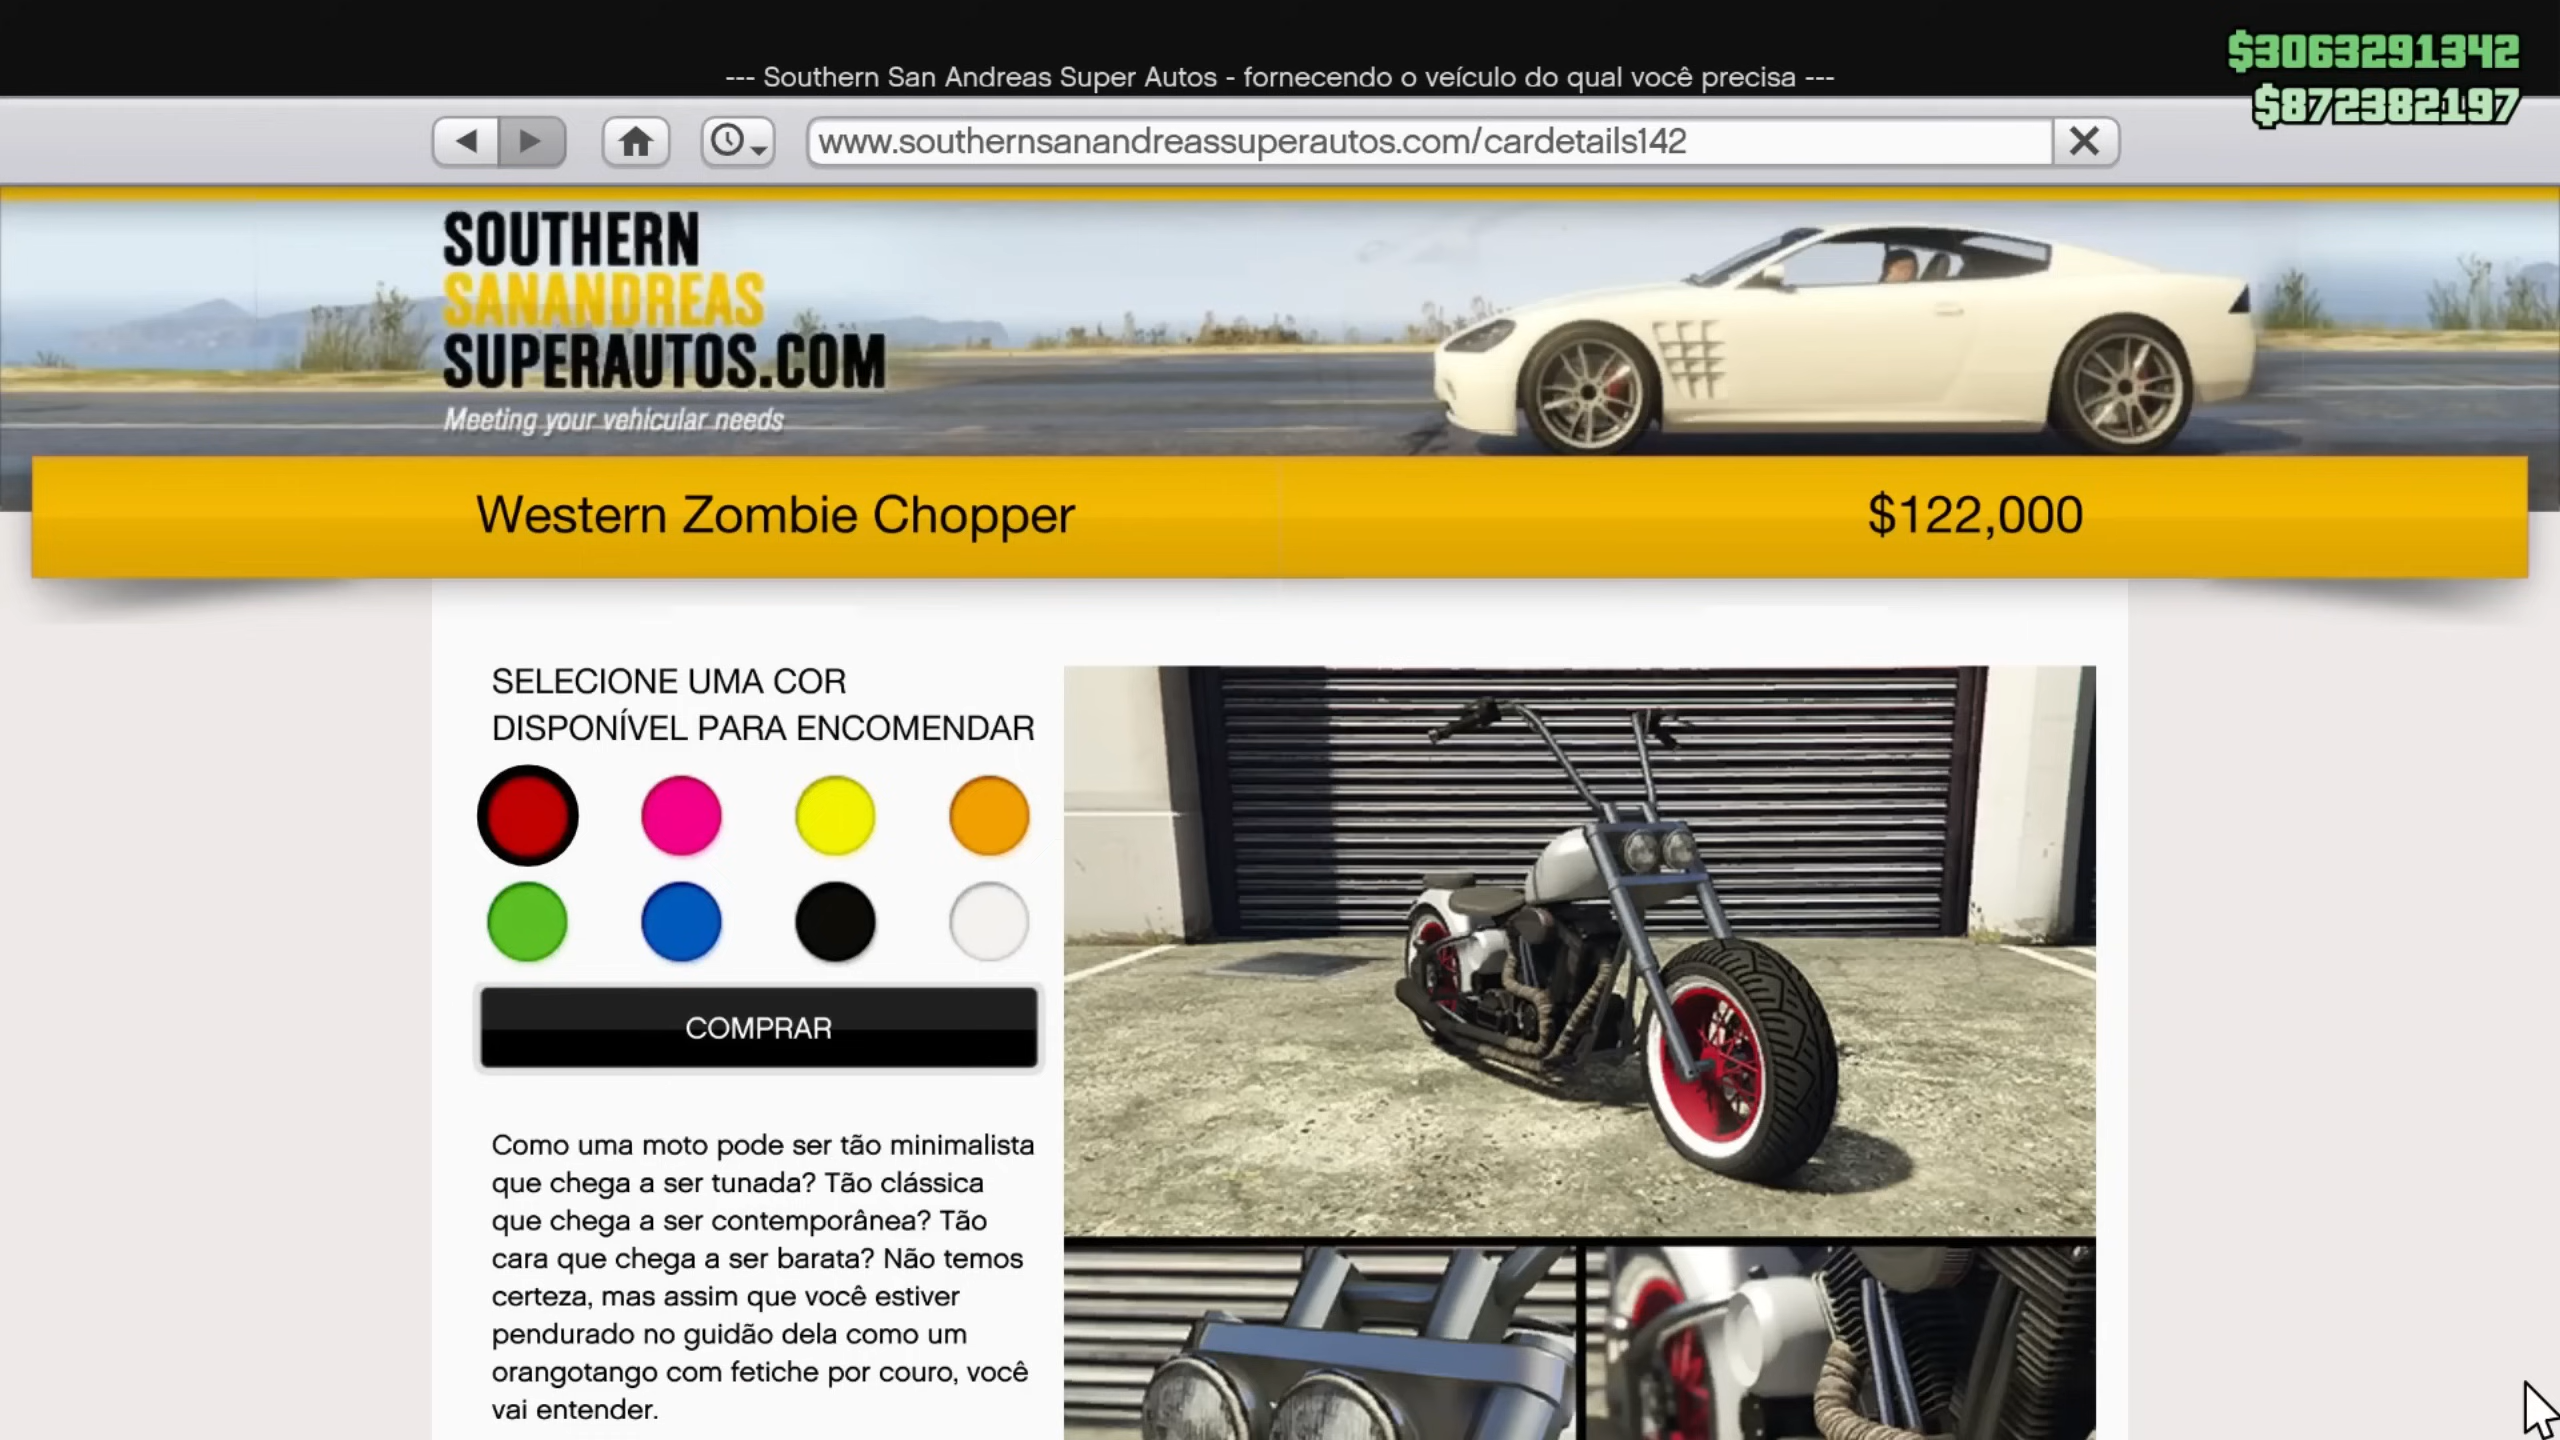 --- Southern San Andreas Super Autos - fornecendo o veículo do qual você precisa ---
$3063291342
$872382197
www.southernsanandreassuperautos.com/cardetails142
SOUTHERN
SANANDREAS
SUPERAUTOS.COM
Meeting your vehicular needs
Western Zombie Chopper
$122,000
SELECIONE UMA COR
DISPONÍVEL PARA ENCOMENDAR
COMPRAR
Como uma moto pode ser tão minimalista
que chega a ser tunada? Tão clássica
que chega a ser contemporânea? Tão
cara que chega a ser barata? Não temos
certeza, mas assim que você estiver
pendurado no guidão dela como um
orangotango com fetiche por couro, você
vai entender.